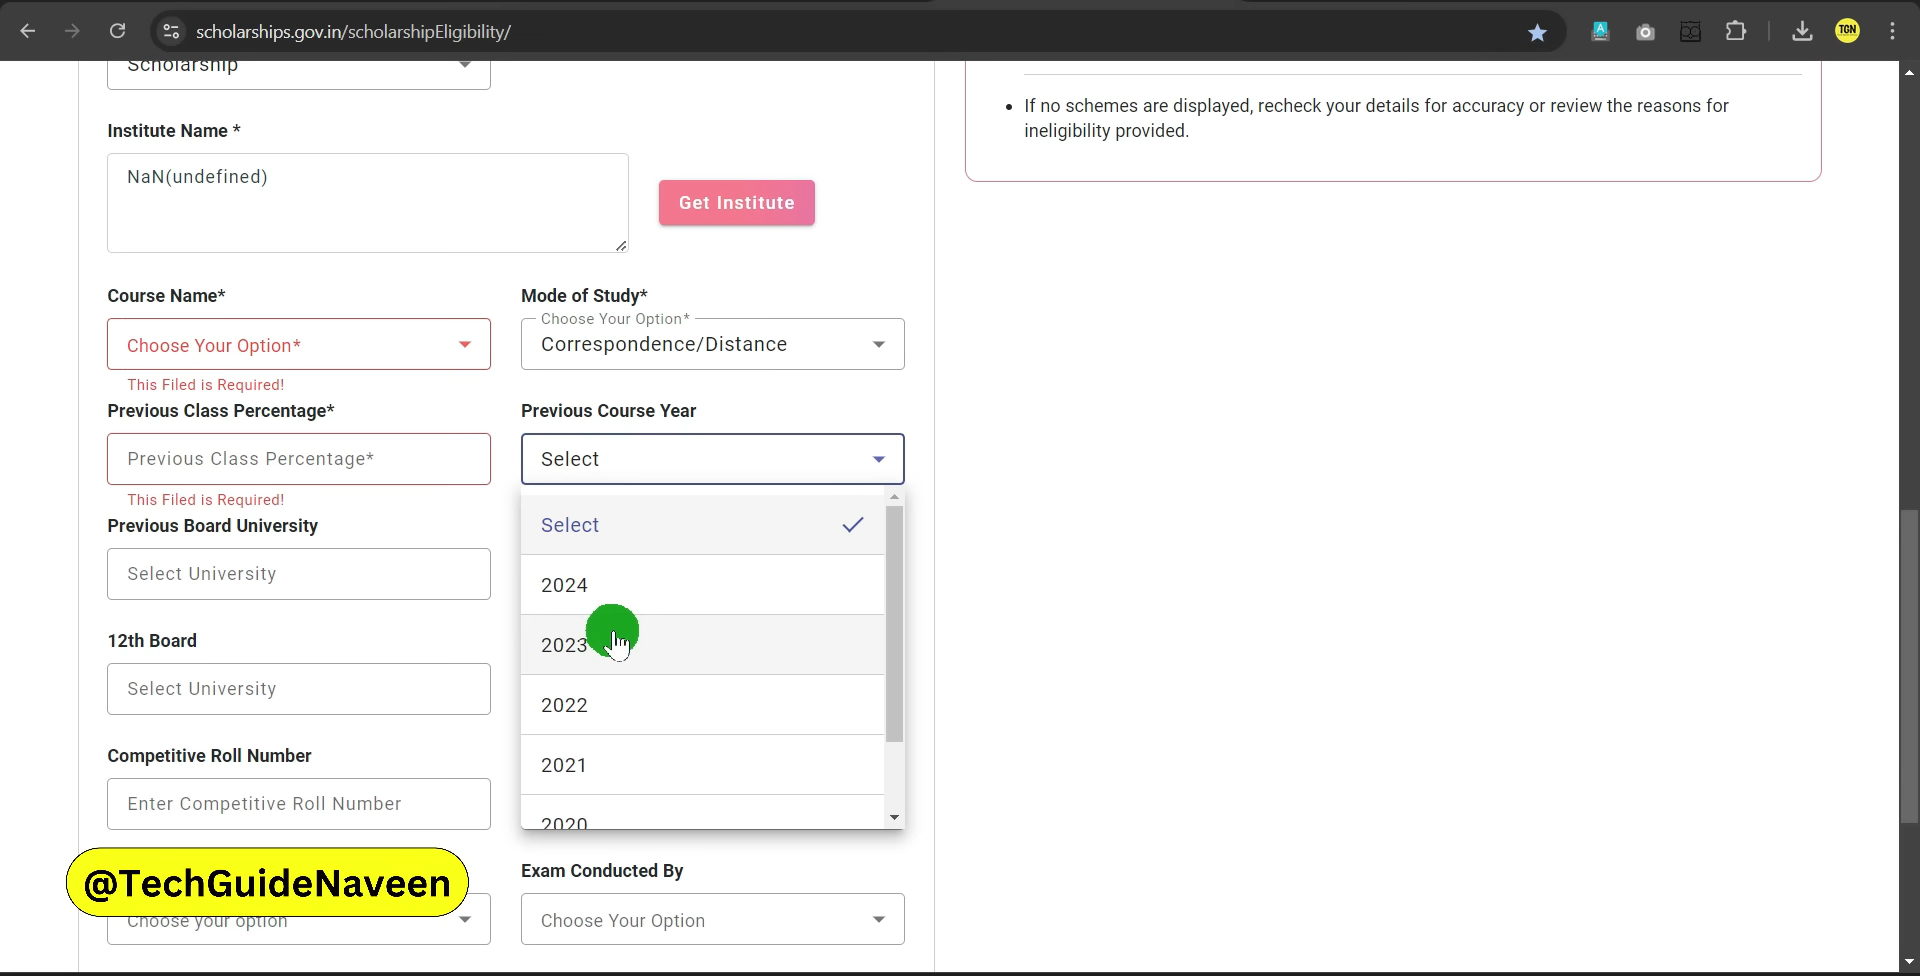 scholarships.gov.in/scholarshipEligibility/
TGN
Scholarship
Institute Name *
NaN(undefined)
Get Institute
Course Name*
Choose Your Option*
This Filed is Required!
Mode of Study*
Choose Your Option*
Correspondence/Distance
Previous Class Percentage*
Previous Class Percentage*
This Filed is Required!
Previous Course Year
Select
Select
2024
2023
2022
2021
2020
Previous Board University
Select University
12th Board
Select University
Competitive Roll Number
Enter Competitive Roll Number
@TechGuideNaveen
Choose your option
Exam Conducted By
Choose Your Option
If no schemes are displayed, recheck your details for accuracy or review the reasons for
ineligibility provided.